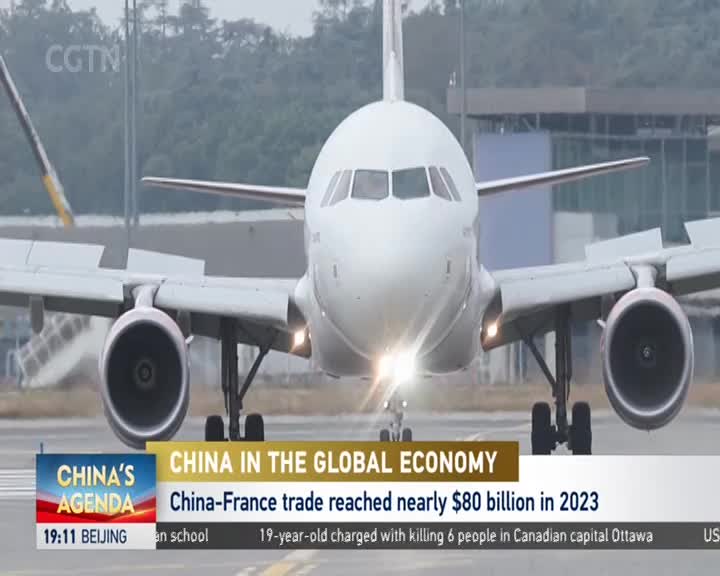 CGTN
CHINA IN THE GLOBAL ECONOMY
CHINA'S
AGENDA
China-France trade reached nearly $80 billion in 2023
19:11 BEIJING
an school 19-year-old charged with killing 6 people in Canadian capital Ottawa US